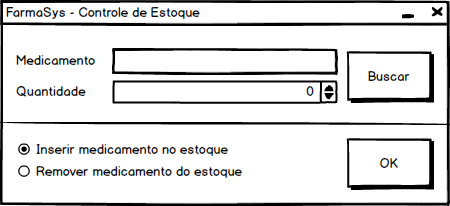 FarmaSys - Controle de Estoque
Medicamento
Buscar
Quantidade
0
Inserir medicamento no estoque
Remover medicamento do estoque
OK